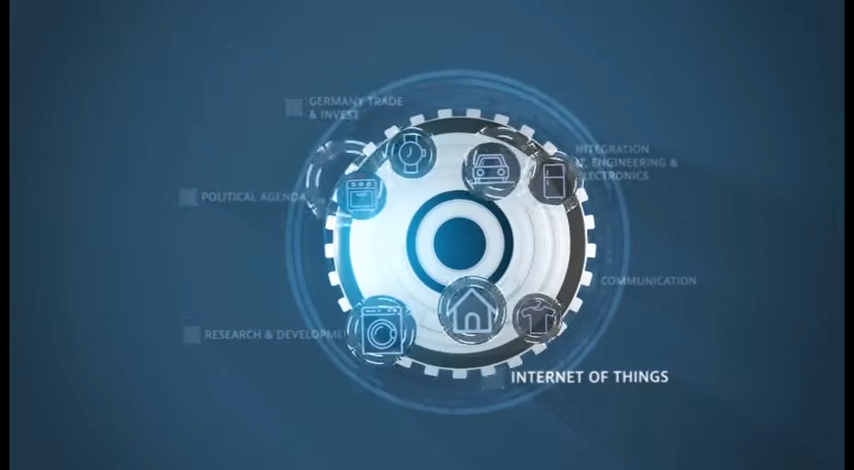 GERMANY TRADE
& INVEST
INTEGRATION
ENGINEERING &
ELECTRONICS
POLITICAL AGENDA
COMMUNICATION
RESEARCH & DEVELOPME
INTERNET OF THINGS